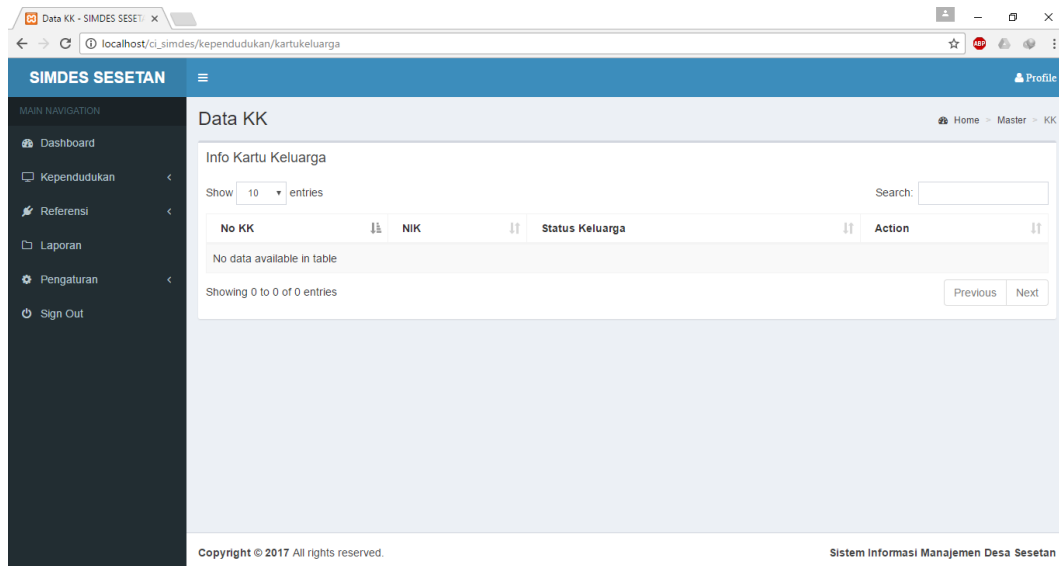 Data KK - SIMDES SESET
localhost/ci_simdes/kependudukan/kartukeluarga
ABP
SIMDES SESETAN
Profile
MAIN NAVIGATION
Dashboard
Kependudukan
Referensi
Laporan
Pengaturan
Sign Out
Data KK
Home > Master > KK
Info Kartu Keluarga
Show 10 entries
Search:
No KK NIK Status Keluarga Action
No data available in table
Showing 0 to 0 of 0 entries
Previous Next
Copyright © 2017 All rights reserved.
Sistem Informasi Manajemen Desa Sesetan